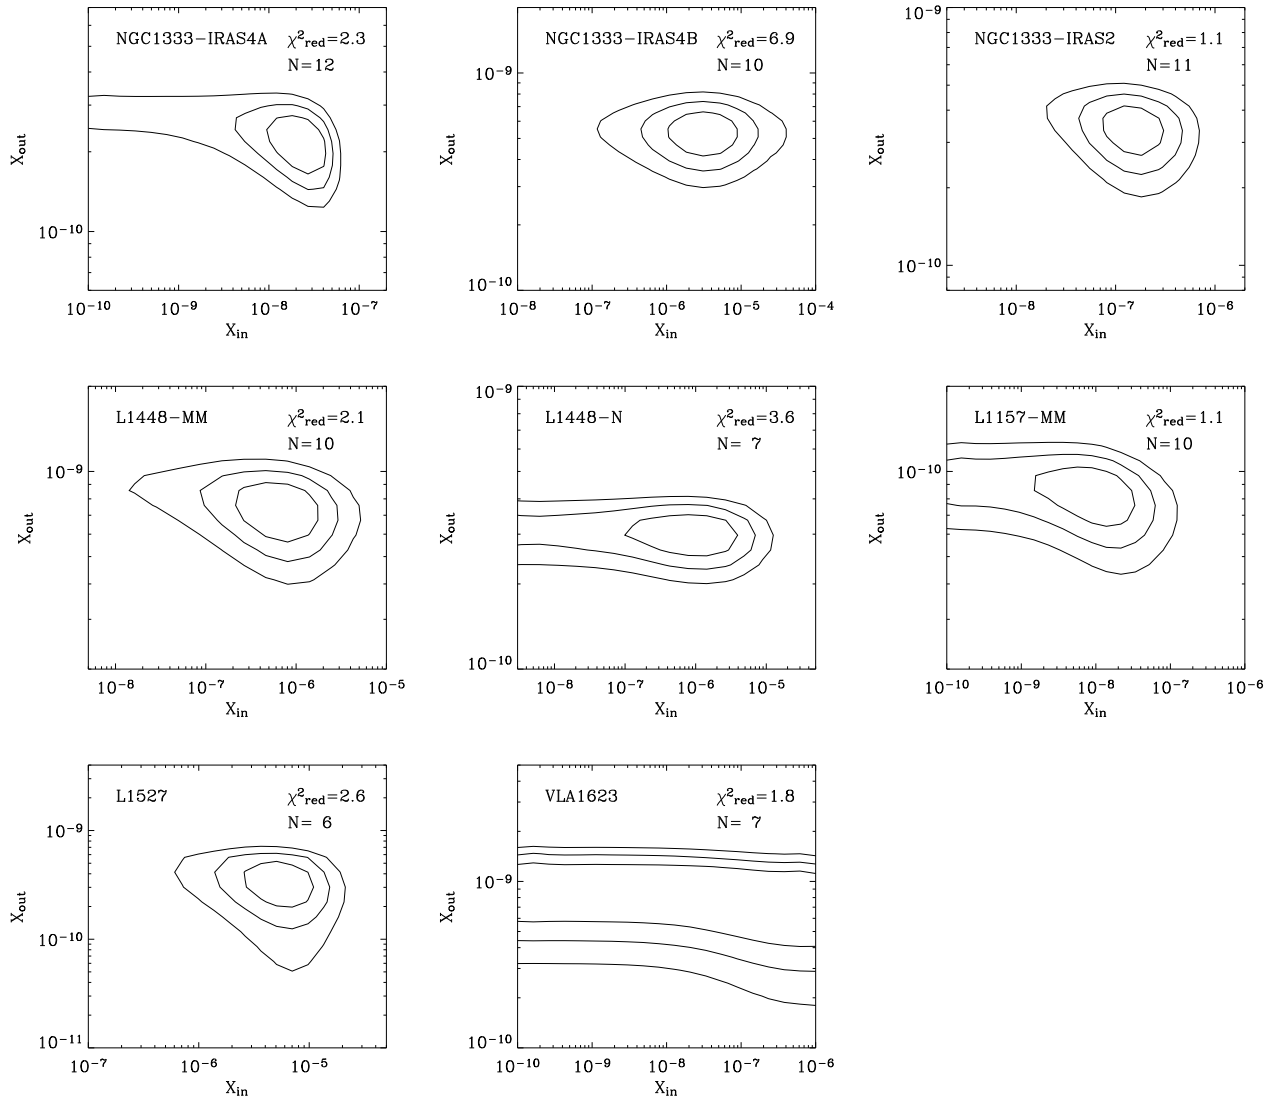 NGC1333−IRAS4A χ²red=2.3
N=12
Xout
10⁻¹⁰
10⁻¹⁰ 10⁻⁹ 10⁻⁸ 10⁻⁷
Xin
NGC1333−IRAS4B χ²red=6.9
N=10
10⁻⁹
Xout
10⁻¹⁰
10⁻⁸ 10⁻⁷ 10⁻⁶ 10⁻⁵ 10⁻⁴
Xin
10⁻⁹
NGC1333−IRAS2 χ²red=1.1
N=11
Xout
10⁻¹⁰
10⁻⁸ 10⁻⁷ 10⁻⁶
Xin
L1448−MM χ²red=2.1
N=10
10⁻⁹
Xout
10⁻⁸ 10⁻⁷ 10⁻⁶ 10⁻⁵
Xin
10⁻⁹
L1448−N χ²red=3.6
N= 7
Xout
10⁻¹⁰
10⁻⁸ 10⁻⁷ 10⁻⁶ 10⁻⁵
Xin
L1157−MM χ²red=1.1
N=10
10⁻¹⁰
Xout
10⁻¹⁰ 10⁻⁹ 10⁻⁸ 10⁻⁷ 10⁻⁶
Xin
L1527 χ²red=2.6
N= 6
10⁻⁹
Xout
10⁻¹⁰
10⁻¹¹
10⁻⁷ 10⁻⁶ 10⁻⁵
Xin
VLA1623 χ²red=1.8
N= 7
10⁻⁹
Xout
10⁻¹⁰
10⁻¹⁰ 10⁻⁹ 10⁻⁸ 10⁻⁷ 10⁻⁶
Xin